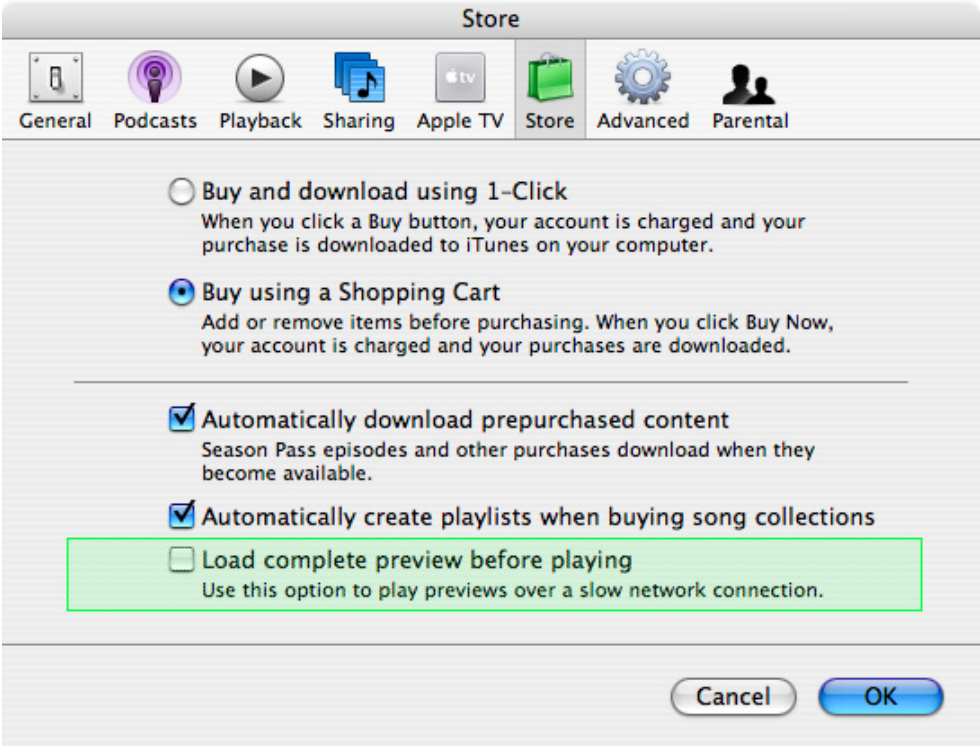 Store
General Podcasts Playback Sharing Apple TV Store Advanced Parental
tv
Buy and download using 1-Click
When you click a Buy button, your account is charged and your
purchase is downloaded to iTunes on your computer.
Buy using a Shopping Cart
Add or remove items before purchasing. When you click Buy Now,
your account is charged and your purchases are downloaded.
Automatically download prepurchased content
Season Pass episodes and other purchases download when they
become available.
Automatically create playlists when buying song collections
Load complete preview before playing
Use this option to play previews over a slow network connection.
Cancel OK